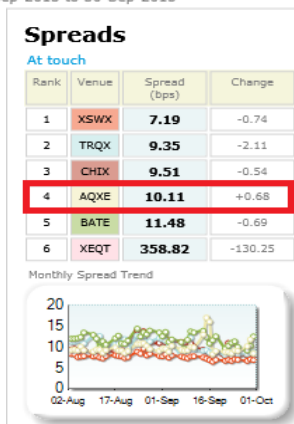 Spreads
At touch
Rank Venue Spread (bps) Change
1 XSWX 7.19 -0.74
2 TRQX 9.35 -2.11
3 CHIX 9.51 -0.54
4 AQXE 10.11 +0.68
5 BATE 11.48 -0.69
6 XEQT 358.82 -130.25
Monthly Spread Trend
20
15
10
5
0
02-Aug 17-Aug 01-Sep 16-Sep 01-Oct